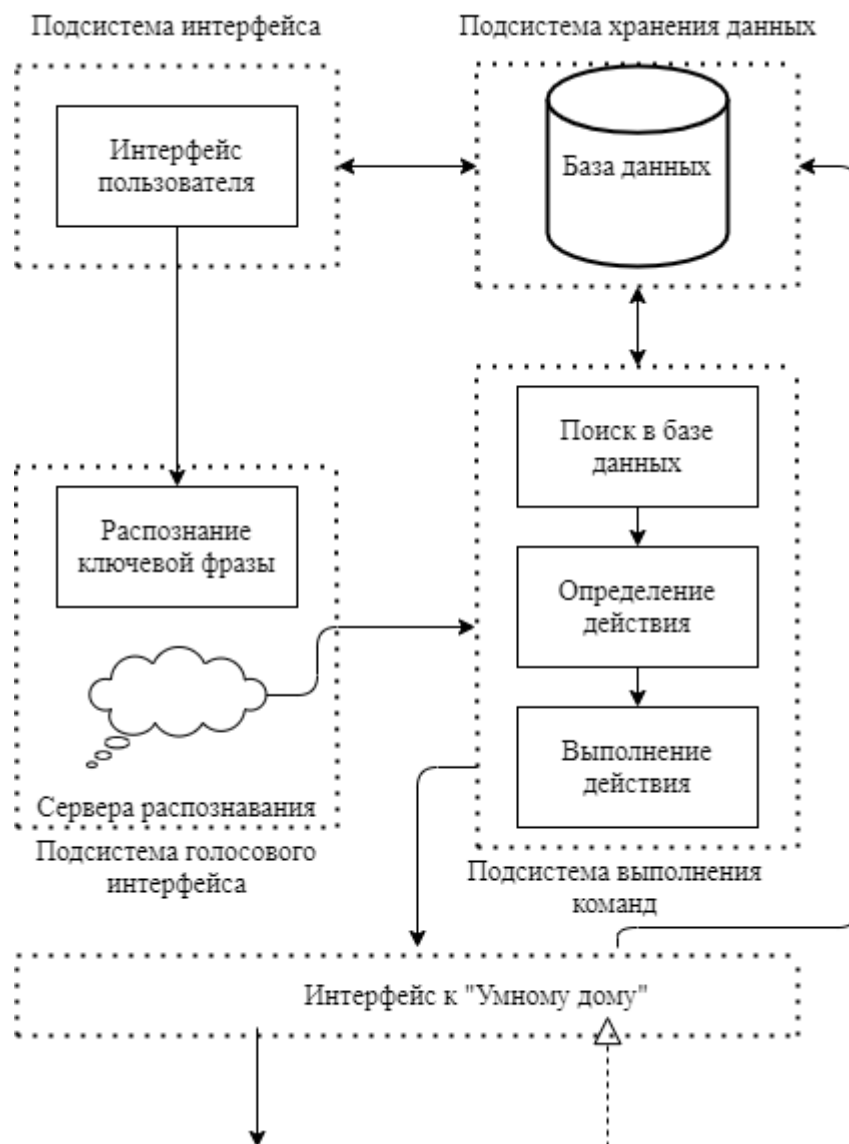 Подсистема интерфейса
Подсистема хранения данных
Интерфейс
пользователя
База данных
Поиск в базе
данных
Распознание
ключевой фразы
Определение
действия
Выполнение
действия
Сервера распознавания
Подсистема голосового
интерфейса
Подсистема выполнения
команд
Интерфейс к "Умному дому"